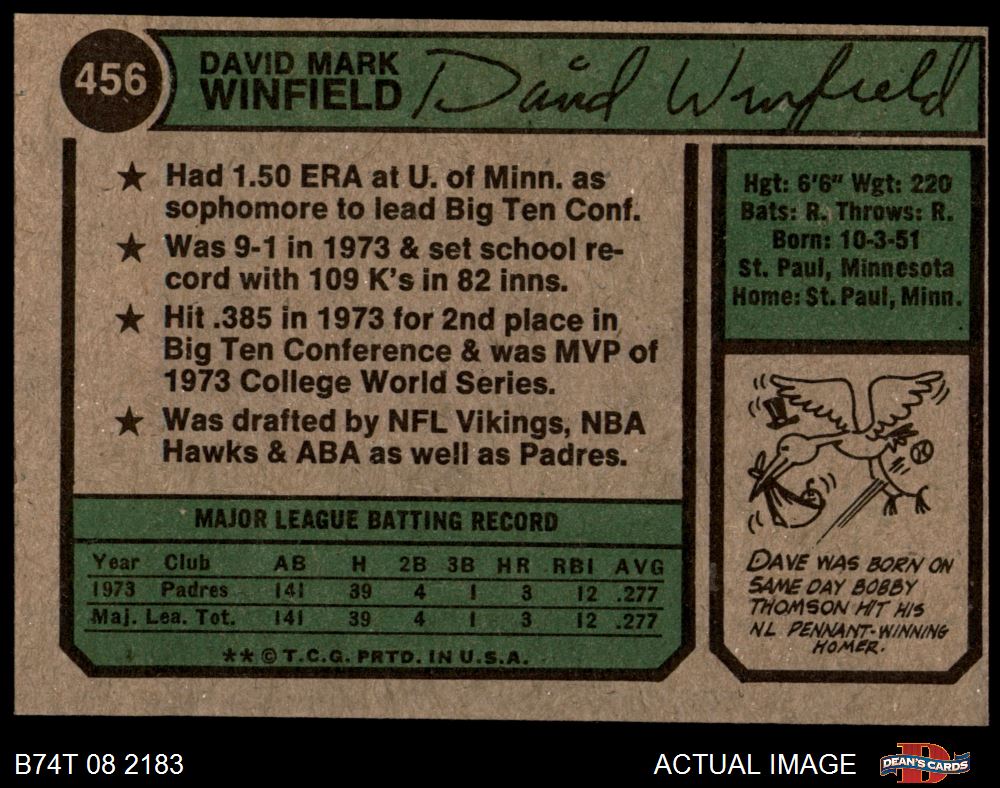 456
DAVID MARK
WINFIELD
David Winfield
★ Had 1.50 ERA at U. of Minn. as
sophomore to lead Big Ten Conf.
★ Was 9-1 in 1973 & set school re-
cord with 109 K's in 82 inns.
★ Hit .385 in 1973 for 2nd place in
Big Ten Conference & was MVP of
1973 College World Series.
★ Was drafted by NFL Vikings, NBA
Hawks & ABA as well as Padres.
MAJOR LEAGUE BATTING RECORD
Year Club AB H 2B 3B HR RBI AVG
1973 Padres 141 39 4 1 3 12 .277
Maj. Lea. Tot. 141 39 4 1 3 12 .277
** © T.C.G. PRTD. IN U.S.A.
Hgt: 6'6" Wgt: 220
Bats: R. Throws: R.
Born: 10-3-51
St. Paul, Minnesota
Home: St. Paul, Minn.
DAVE WAS BORN ON
SAME DAY BOBBY
THOMSON HIT HIS
NL PENNANT-WINNING
HOMER.
B74T 08 2183
ACTUAL IMAGE
D
DEAN'S CARDS